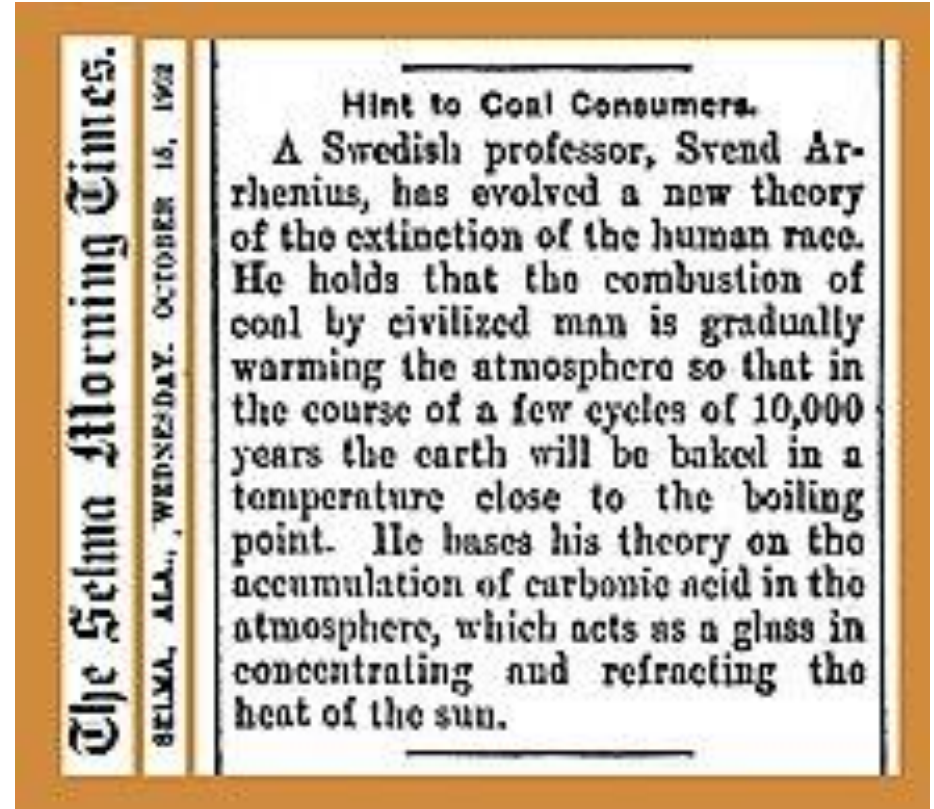 The Selma Morning Times.
SELMA, ALA., WEDNESDAY. OCTOBER 15, 1902
Hint to Coal Consumers.
A Swedish professor, Svend Ar-
rhenius, has evolved a new theory
of the extinction of the human race.
He holds that the combustion of
coal by civilized man is gradually
warming the atmosphere so that in
the course of a few cycles of 10,000
years the earth will be baked in a
temperature close to the boiling
point. He bases his theory on the
accumulation of carbonic acid in the
atmosphere, which acts as a glass in
concentrating and refracting the
heat of the sun.